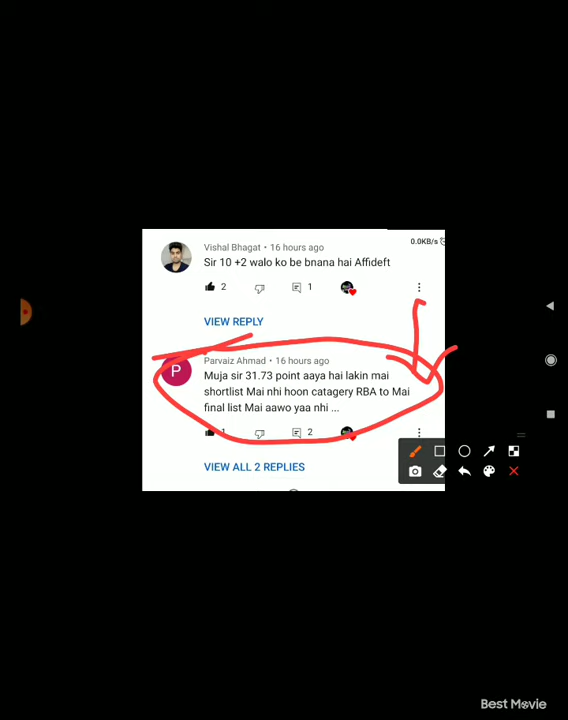 0.0KB/s
Vishal Bhagat • 16 hours ago
Sir 10 +2 walo ko be bnana hai Affideft
2
1
VIEW REPLY
P
Parvaiz Ahmad • 16 hours ago
Muja sir 31.73 point aaya hai lakin mai
shortlist Mai nhi hoon catagery RBA to Mai
final list Mai aawo yaa nhi ...
1
2
VIEW ALL 2 REPLIES
Best Movie